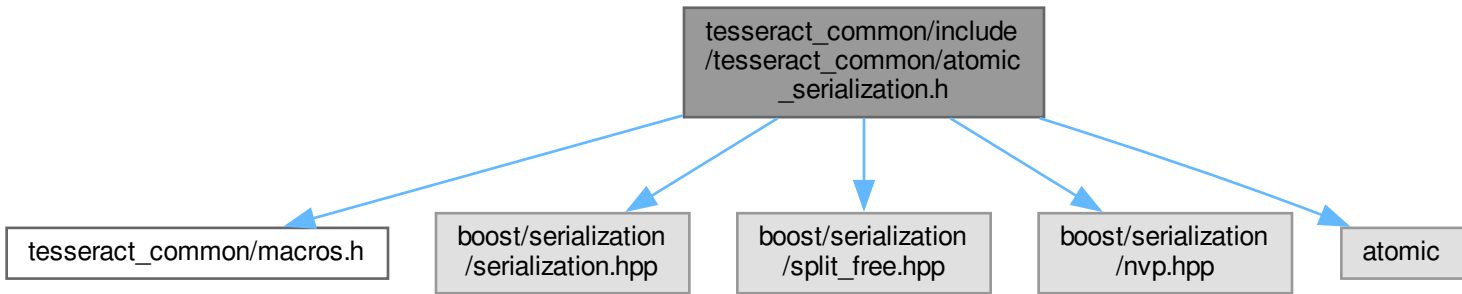 tesseract_common/include
/tesseract_common/atomic
_serialization.h
tesseract_common/macros.h
boost/serialization
/serialization.hpp
boost/serialization
/split_free.hpp
boost/serialization
/nvp.hpp
atomic